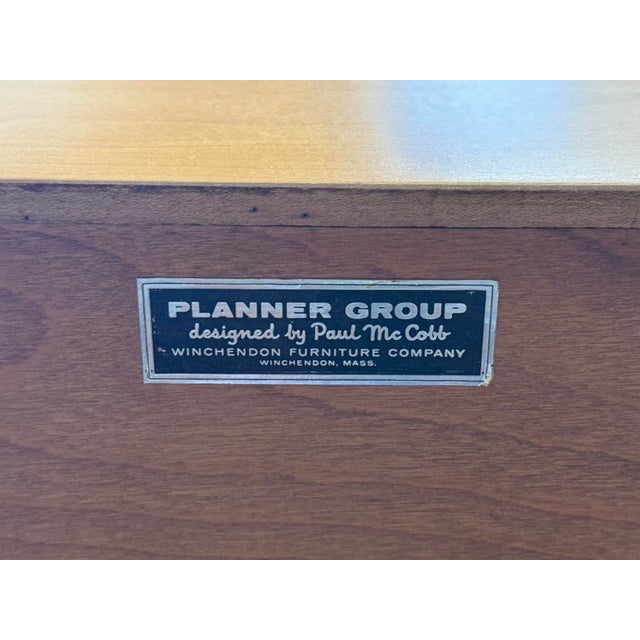 PLANNER GROUP
designed by Paul McCobb
WINCHENDON FURNITURE COMPANY
WINCHENDON, MASS.